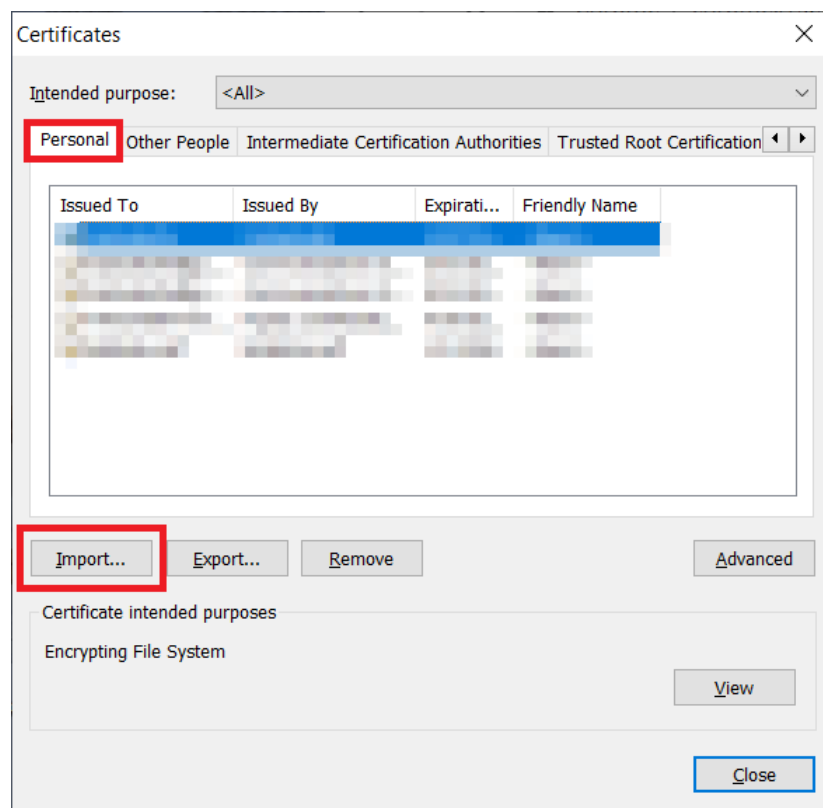 Certificates
Intended purpose: <All>
Personal Other People Intermediate Certification Authorities Trusted Root Certification
Issued To Issued By Expirati... Friendly Name
Import... Export... Remove Advanced
Certificate intended purposes
Encrypting File System
View
Close